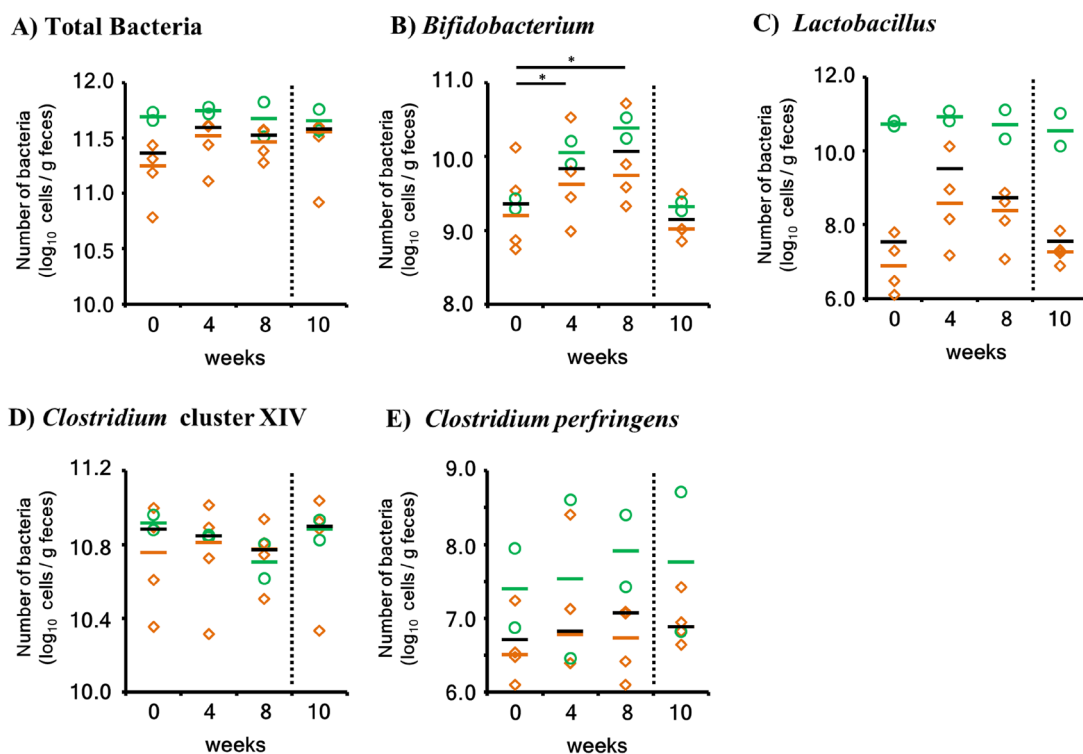 A) Total Bacteria
Number of bacteria
(log10 cells / g feces)
12.0
11.5
11.0
10.5
10.0
0 4 8 10
weeks
B) Bifidobacterium
Number of bacteria
(log10 cells / g feces)
11.0
10.0
9.0
8.0
*
*
0 4 8 10
weeks
C) Lactobacillus
Number of bacteria
(log10 cells / g feces)
12.0
10.0
8.0
6.0
0 4 8 10
weeks
D) Clostridium cluster XIV
Number of bacteria
(log10 cells / g feces)
11.2
10.8
10.4
10.0
0 4 8 10
weeks
E) Clostridium perfringens
Number of bacteria
(log10 cells / g feces)
9.0
8.0
7.0
6.0
0 4 8 10
weeks